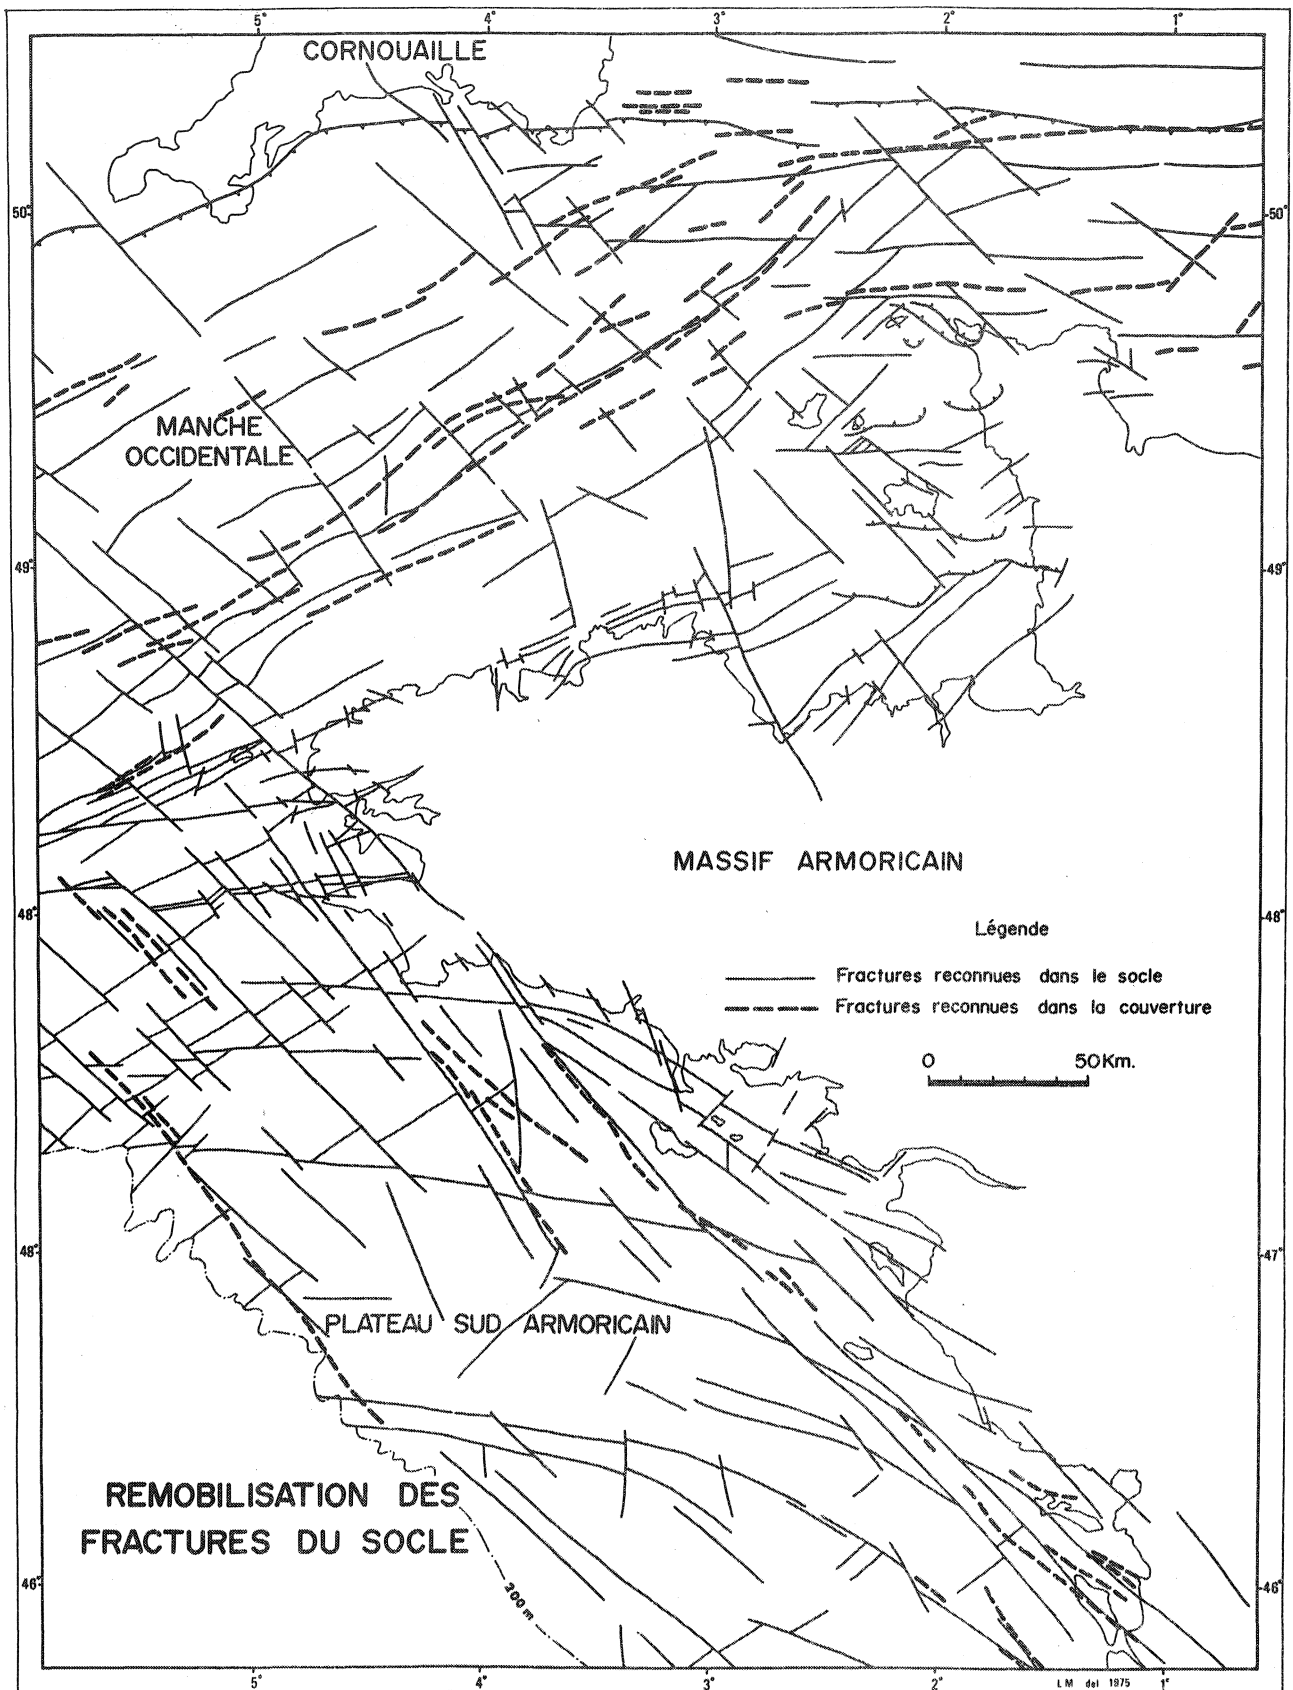 5° 4° 3° 2° 1°
CORNOUAILLE
50° 50°
MANCHE
OCCIDENTALE
49° 49°
MASSIF ARMORICAIN
48° 48°
Légende
Fractures reconnues dans le socle
Fractures reconnues dans la couverture
0 50Km.
48° 47°
PLATEAU SUD ARMORICAIN
REMOBILISATION DES
FRACTURES DU SOCLE
46° 46°
200 m
5° 4° 3° 2° 1°
L M del 1975